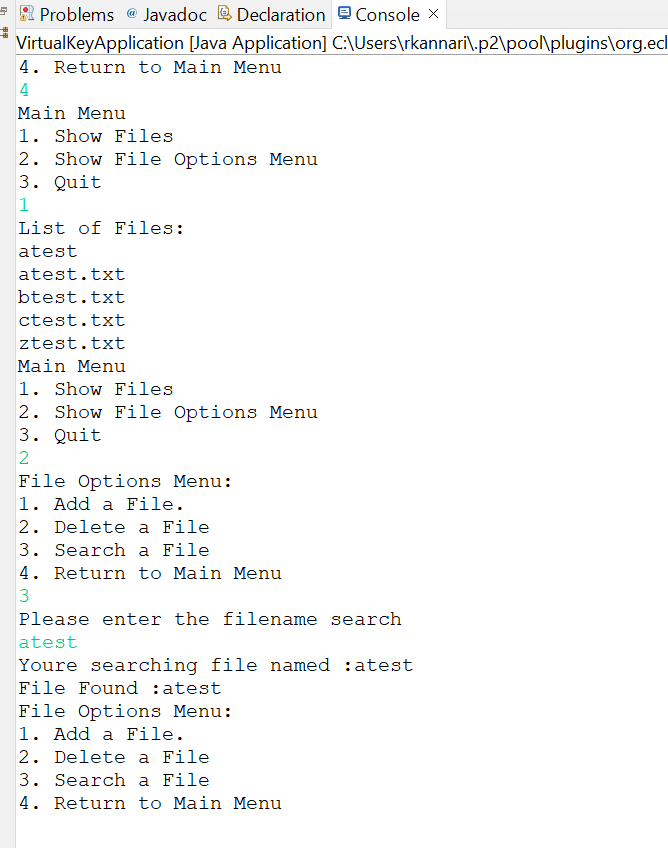 Problems @ Javadoc Declaration Console
VirtualKeyApplication [Java Application] C:\Users\rkannari\.p2\pool\plugins\org.ecl
4. Return to Main Menu
4
Main Menu
1. Show Files
2. Show File Options Menu
3. Quit
1
List of Files:
atest
atest.txt
btest.txt
ctest.txt
ztest.txt
Main Menu
1. Show Files
2. Show File Options Menu
3. Quit
2
File Options Menu:
1. Add a File.
2. Delete a File
3. Search a File
4. Return to Main Menu
3
Please enter the filename search
atest
Youre searching file named :atest
File Found :atest
File Options Menu:
1. Add a File.
2. Delete a File
3. Search a File
4. Return to Main Menu